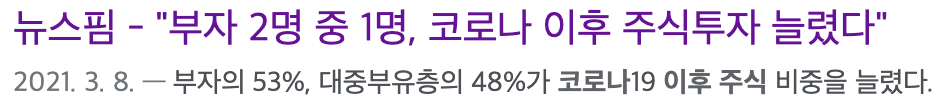 뉴스핌 - "부자 2명 중 1명, 코로나 이후 주식투자 늘렸다"
2021. 3. 8. — 부자의 53%, 대중부유층의 48%가 코로나19 이후 주식 비중을 늘렸다.